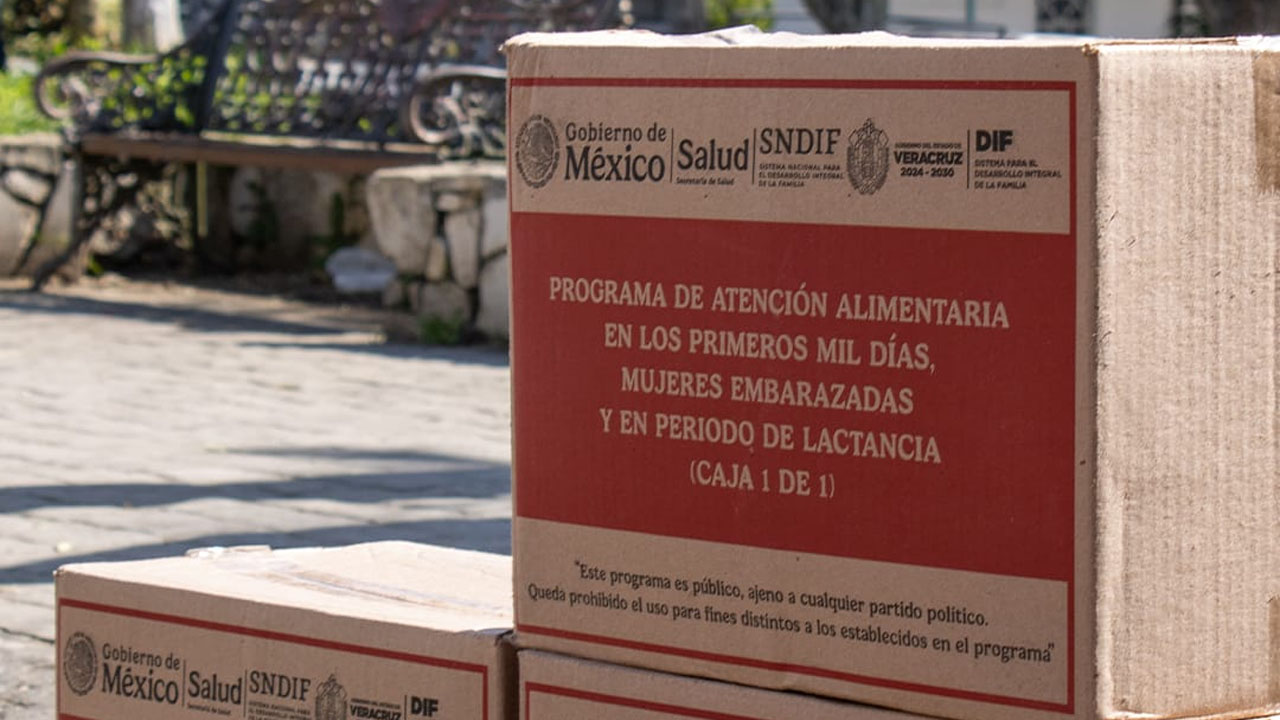 Gobierno de
México
Salud
Secretaría de Salud
SNDIF
SISTEMA NACIONAL PARA
EL DESARROLLO INTEGRAL
DE LA FAMILIA
GOBIERNO DEL ESTADO DE
VERACRUZ
2024 - 2030
DIF
SISTEMA PARA EL
DESARROLLO INTEGRAL
DE LA FAMILIA
PROGRAMA DE ATENCIÓN ALIMENTARIA
EN LOS PRIMEROS MIL DÍAS,
MUJERES EMBARAZADAS
Y EN PERIODO DE LACTANCIA
(CAJA 1 DE 1)
"Este programa es público, ajeno a cualquier partido político.
Queda prohibido el uso para fines distintos a los establecidos en el programa"
Gobierno de
México
Salud
Secretaría de Salud
SNDIF
VERACRUZ
DIF